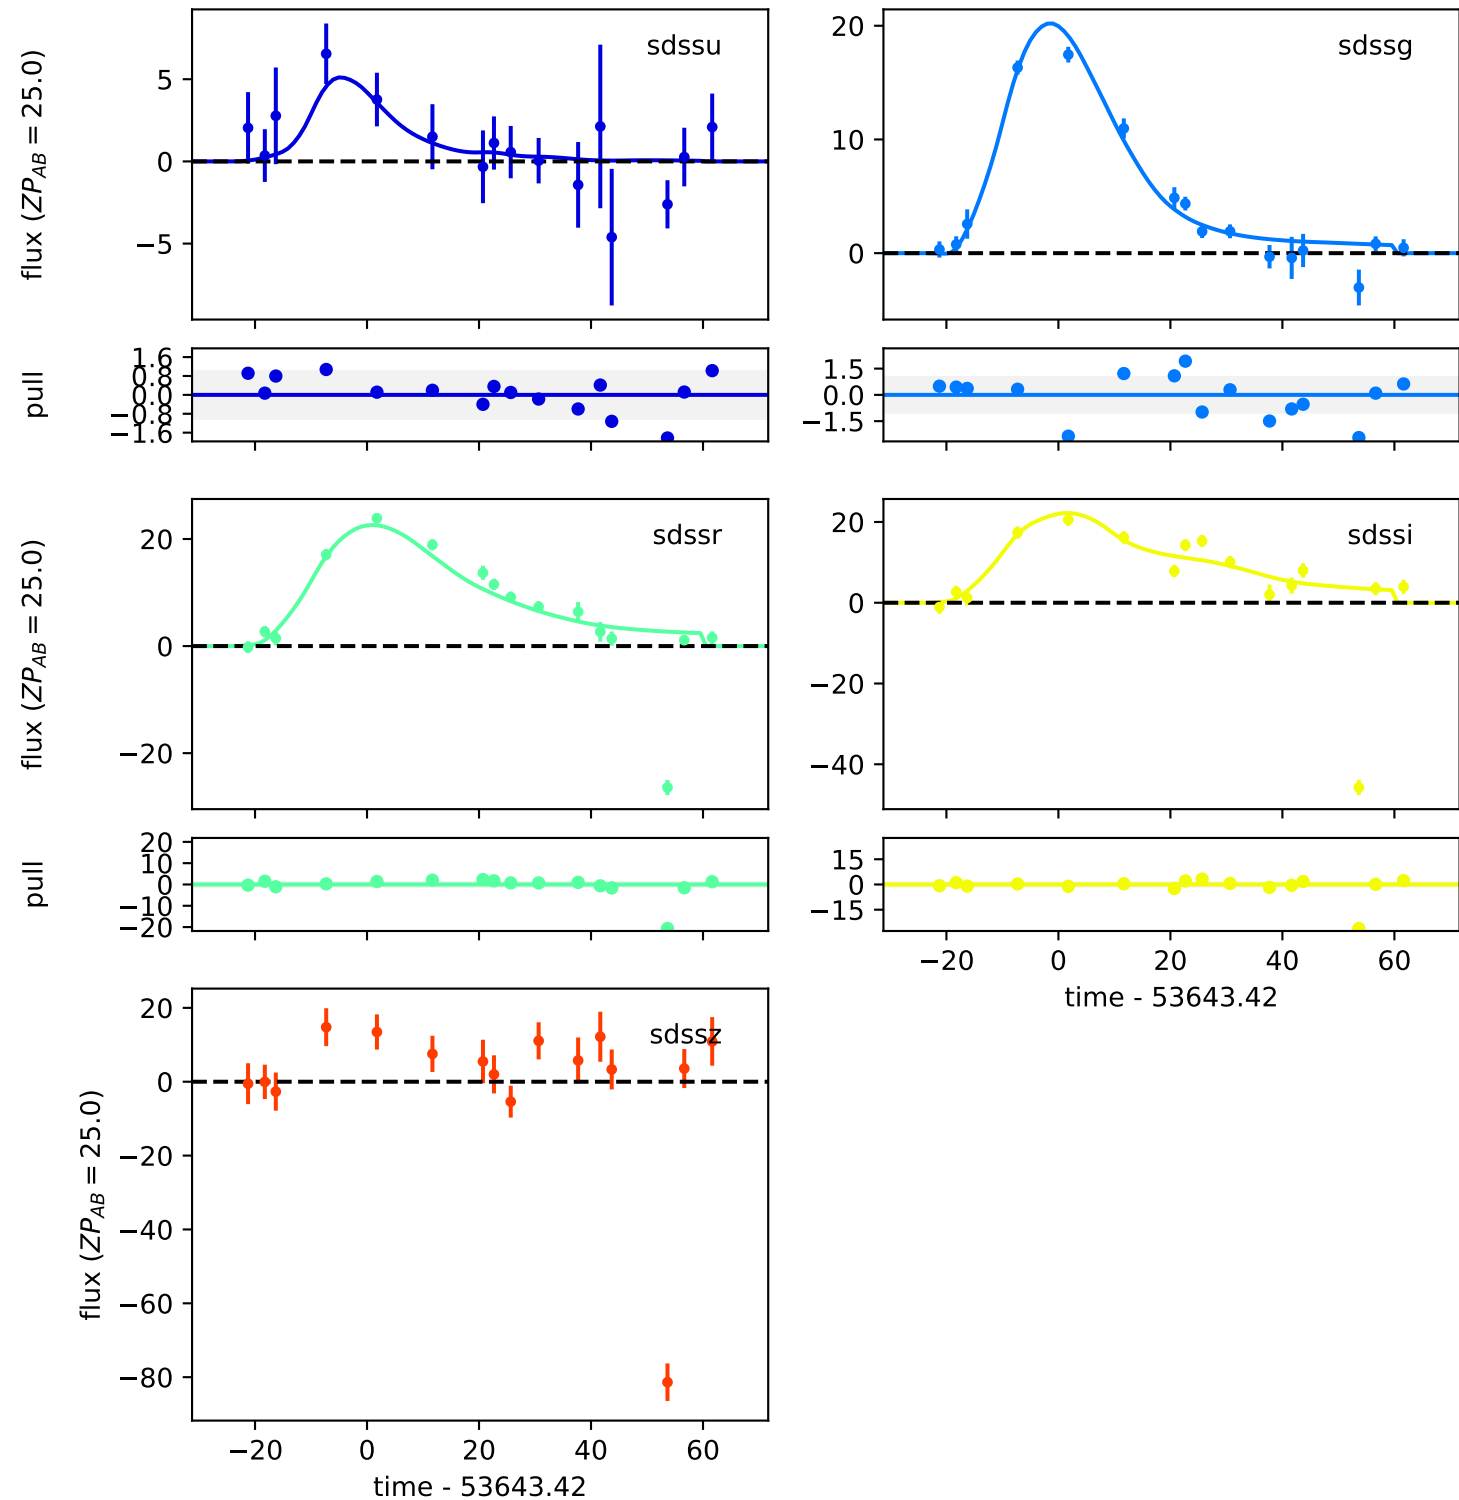 sdssu
flux (ZP_AB = 25.0)
5
0
−5
sdssg
20
10
0
pull
1.6
0.8
0.0
−0.8
−1.6
1.5
0.0
−1.5
sdssr
flux (ZP_AB = 25.0)
20
0
−20
sdssi
20
0
−20
−40
pull
20
10
0
−10
−20
15
0
−15
−20 0 20 40 60
time - 53643.42
sdssz
flux (ZP_AB = 25.0)
20
0
−20
−40
−60
−80
−20 0 20 40 60
time - 53643.42